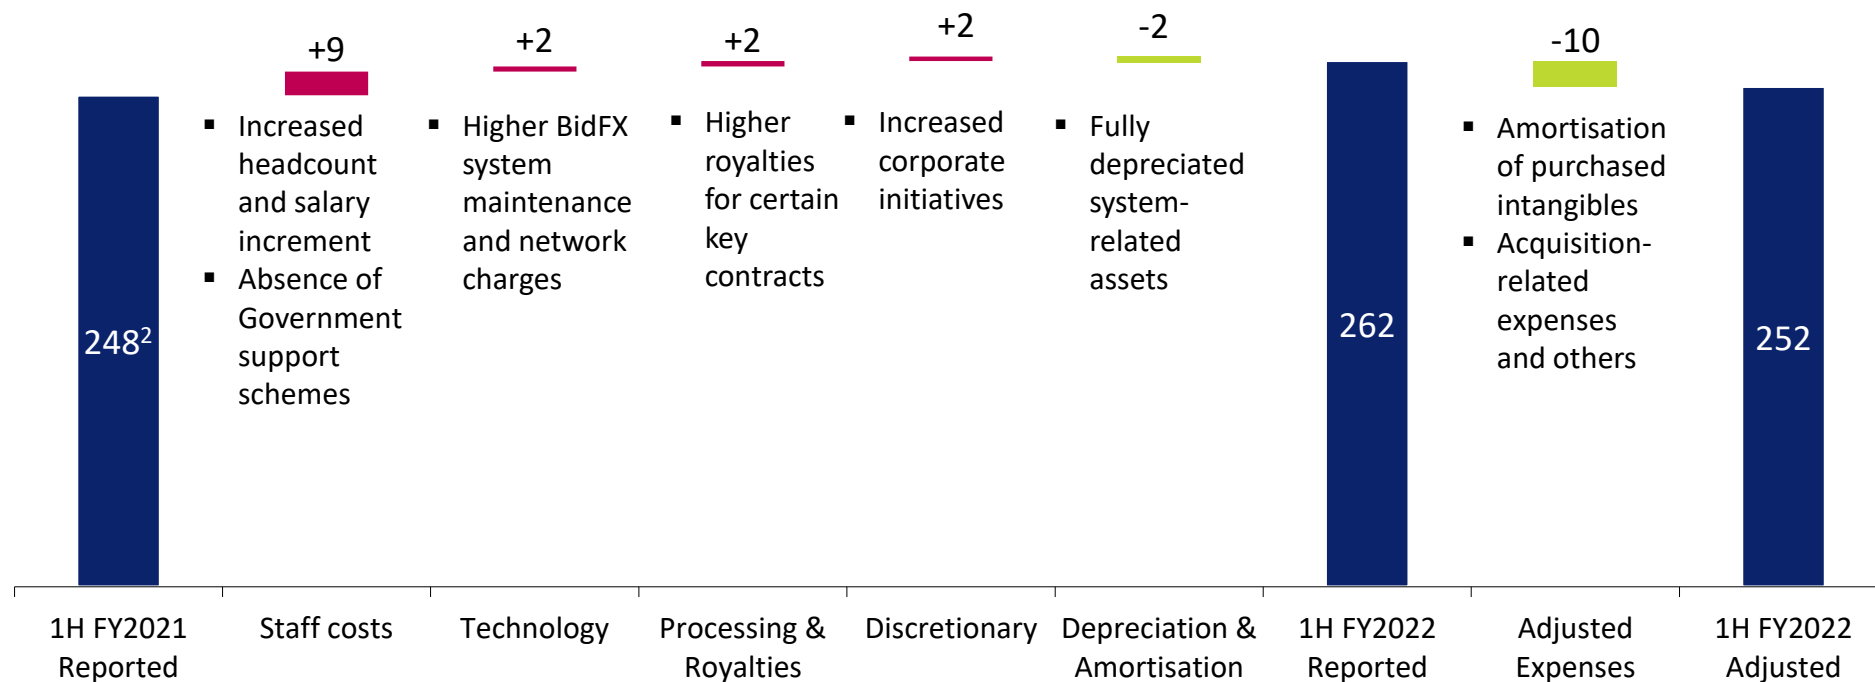 +9
+2
+2
+2
-2
-10
▪ Increased
headcount
and salary
increment
▪ Absence of
Government
support
schemes
▪ Higher BidFX
system
maintenance
and network
charges
▪ Higher
royalties
for certain
key
contracts
▪ Increased
corporate
initiatives
▪ Fully
depreciated
system-
related
assets
▪ Amortisation
of purchased
intangibles
▪ Acquisition-
related
expenses
and others
248²
262
252
1H FY2021
Reported
Staff costs
Technology
Processing &
Royalties
Discretionary
Depreciation &
Amortisation
1H FY2022
Reported
Adjusted
Expenses
1H FY2022
Adjusted